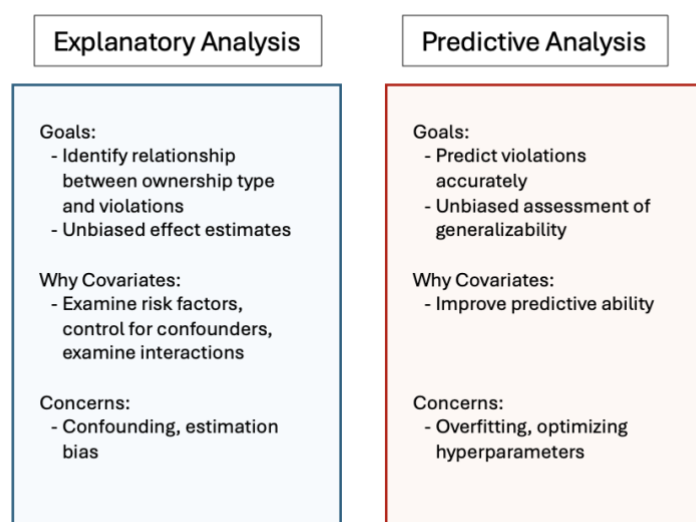 Explanatory Analysis
Goals:
- Identify relationship
between ownership type
and violations
- Unbiased effect estimates
Why Covariates:
- Examine risk factors,
control for confounders,
examine interactions
Concerns:
- Confounding, estimation
bias
Predictive Analysis
Goals:
- Predict violations
accurately
- Unbiased assessment of
generalizability
Why Covariates:
- Improve predictive ability
Concerns:
- Overfitting, optimizing
hyperparameters